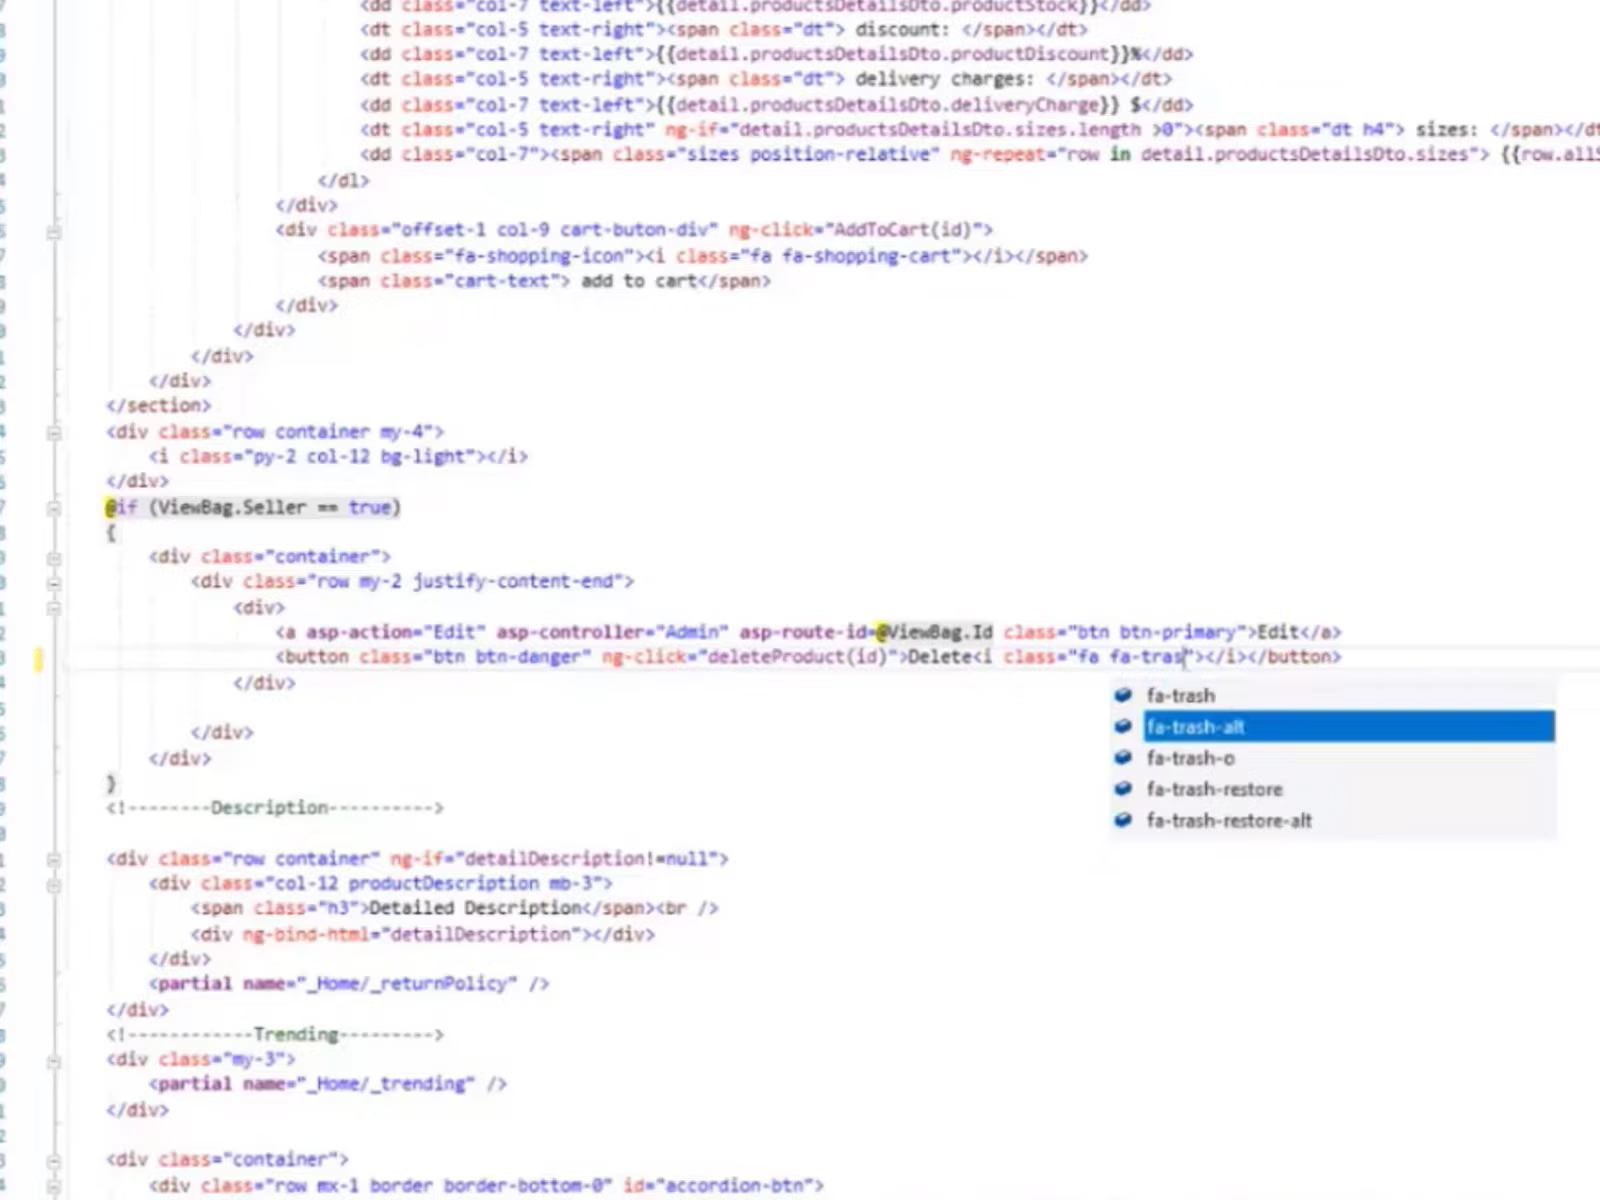 <dd class="col-7 text-left">{{detail.productsDetailsDto.productStock}}</dd>
<dt class="col-5 text-right"><span class="dt"> discount: </span></dt>
<dd class="col-7 text-left">{{detail.productsDetailsDto.productDiscount}}%</dd>
<dt class="col-5 text-right"><span class="dt"> delivery charges: </span></dt>
<dd class="col-7 text-left">{{detail.productsDetailsDto.deliveryCharge}} $</dd>
<dt class="col-5 text-right" ng-if="detail.productsDetailsDto.sizes.length >0"><span class="dt h4"> sizes: </span></dt
<dd class="col-7"><span class="sizes position-relative" ng-repeat="row in detail.productsDetailsDto.sizes"> {{row.allS
</dl>
</div>
<div class="offset-1 col-9 cart-buton-div" ng-click="AddToCart(id)">
<span class="fa-shopping-icon"><i class="fa fa-shopping-cart"></i></span>
<span class="cart-text"> add to cart</span>
</div>
</div>
</div>
</div>
</section>
<div class="row container my-4">
<i class="py-2 col-12 bg-light"></i>
</div>
@if (ViewBag.Seller == true)
{
<div class="container">
<div class="row my-2 justify-content-end">
<div>
<a asp-action="Edit" asp-controller="Admin" asp-route-id=@ViewBag.Id class="btn btn-primary">Edit</a>
<button class="btn btn-danger" ng-click="deleteProduct(id)">Delete<i class="fa fa-tras"></i></button>
</div>
fa-trash
fa-trash-alt
fa-trash-o
fa-trash-restore
fa-trash-restore-alt
</div>
</div>
}
<!--------Description---------->
<div class="row container" ng-if="detailDescription!=null">
<div class="col-12 productDescription mb-3">
<span class="h3">Detailed Description</span><br />
<div ng-bind-html="detailDescription"></div>
</div>
<partial name="_Home/_returnPolicy" />
</div>
<!------------Trending--------->
<div class="my-3">
<partial name="_Home/_trending" />
</div>
<div class="container">
<div class="row mx-1 border border-bottom-0" id="accordion-btn">